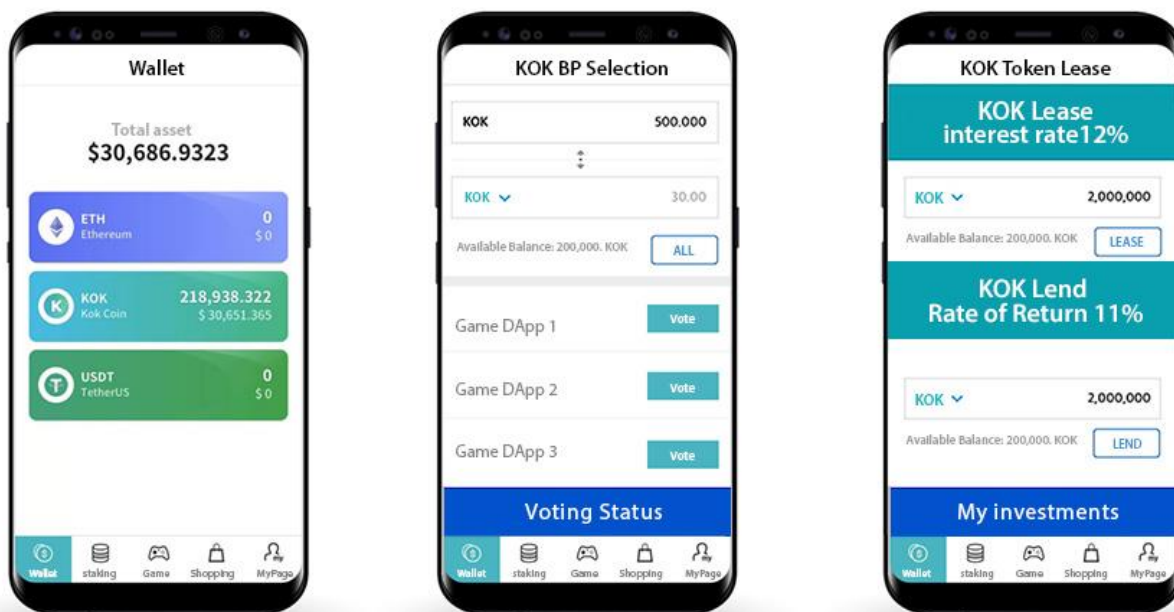 Wallet
Total asset
$30,686.9323
ETH
0
Ethereum
$ 0
KOK
218,938.322
Kok Coin
$ 30,651.365
USDT
0
TetherUS
$ 0
Wallet
staking
Game
Shopping
MyPage
KOK BP Selection
KOK
500.000
KOK
30.00
Available Balance: 200,000. KOK
ALL
Game DApp 1
Vote
Game DApp 2
Vote
Game DApp 3
Vote
Voting Status
Wallet
staking
Game
Shopping
MyPage
KOK Token Lease
KOK Lease
interest rate12%
KOK
2,000,000
Available Balance: 200,000. KOK
LEASE
KOK Lend
Rate of Return 11%
KOK
2,000,000
Available Balance: 200,000. KOK
LEND
My investments
Wallet
staking
Game
Shopping
MyPage